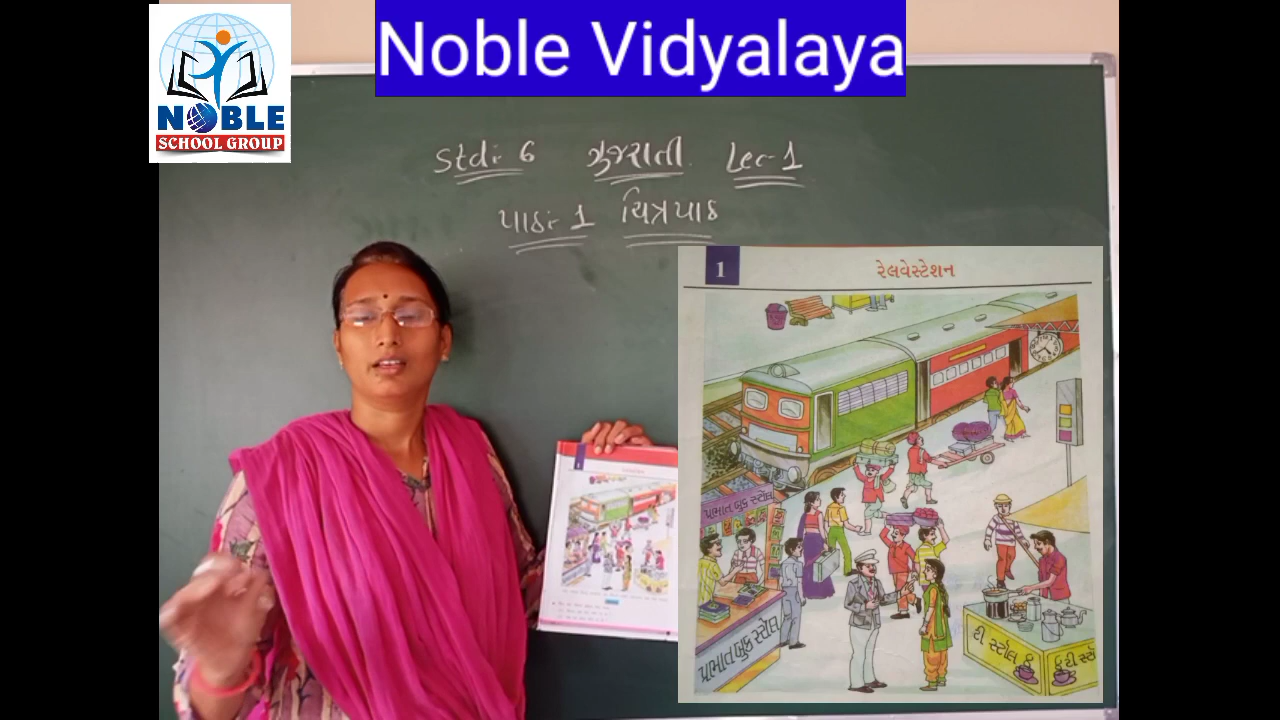 Noble Vidyalaya
NOBLE
SCHOOL GROUP
Std:- 6 ગુજરાતી Lec-1
પાઠ:- 1 ચિત્રપાઠ
1 રેલવેસ્ટેશન
પ્રભાત બુક સ્ટોલ
પ્રભાત બુક સ્ટોલ
ટી સ્ટોલ
ટી સ્ટો